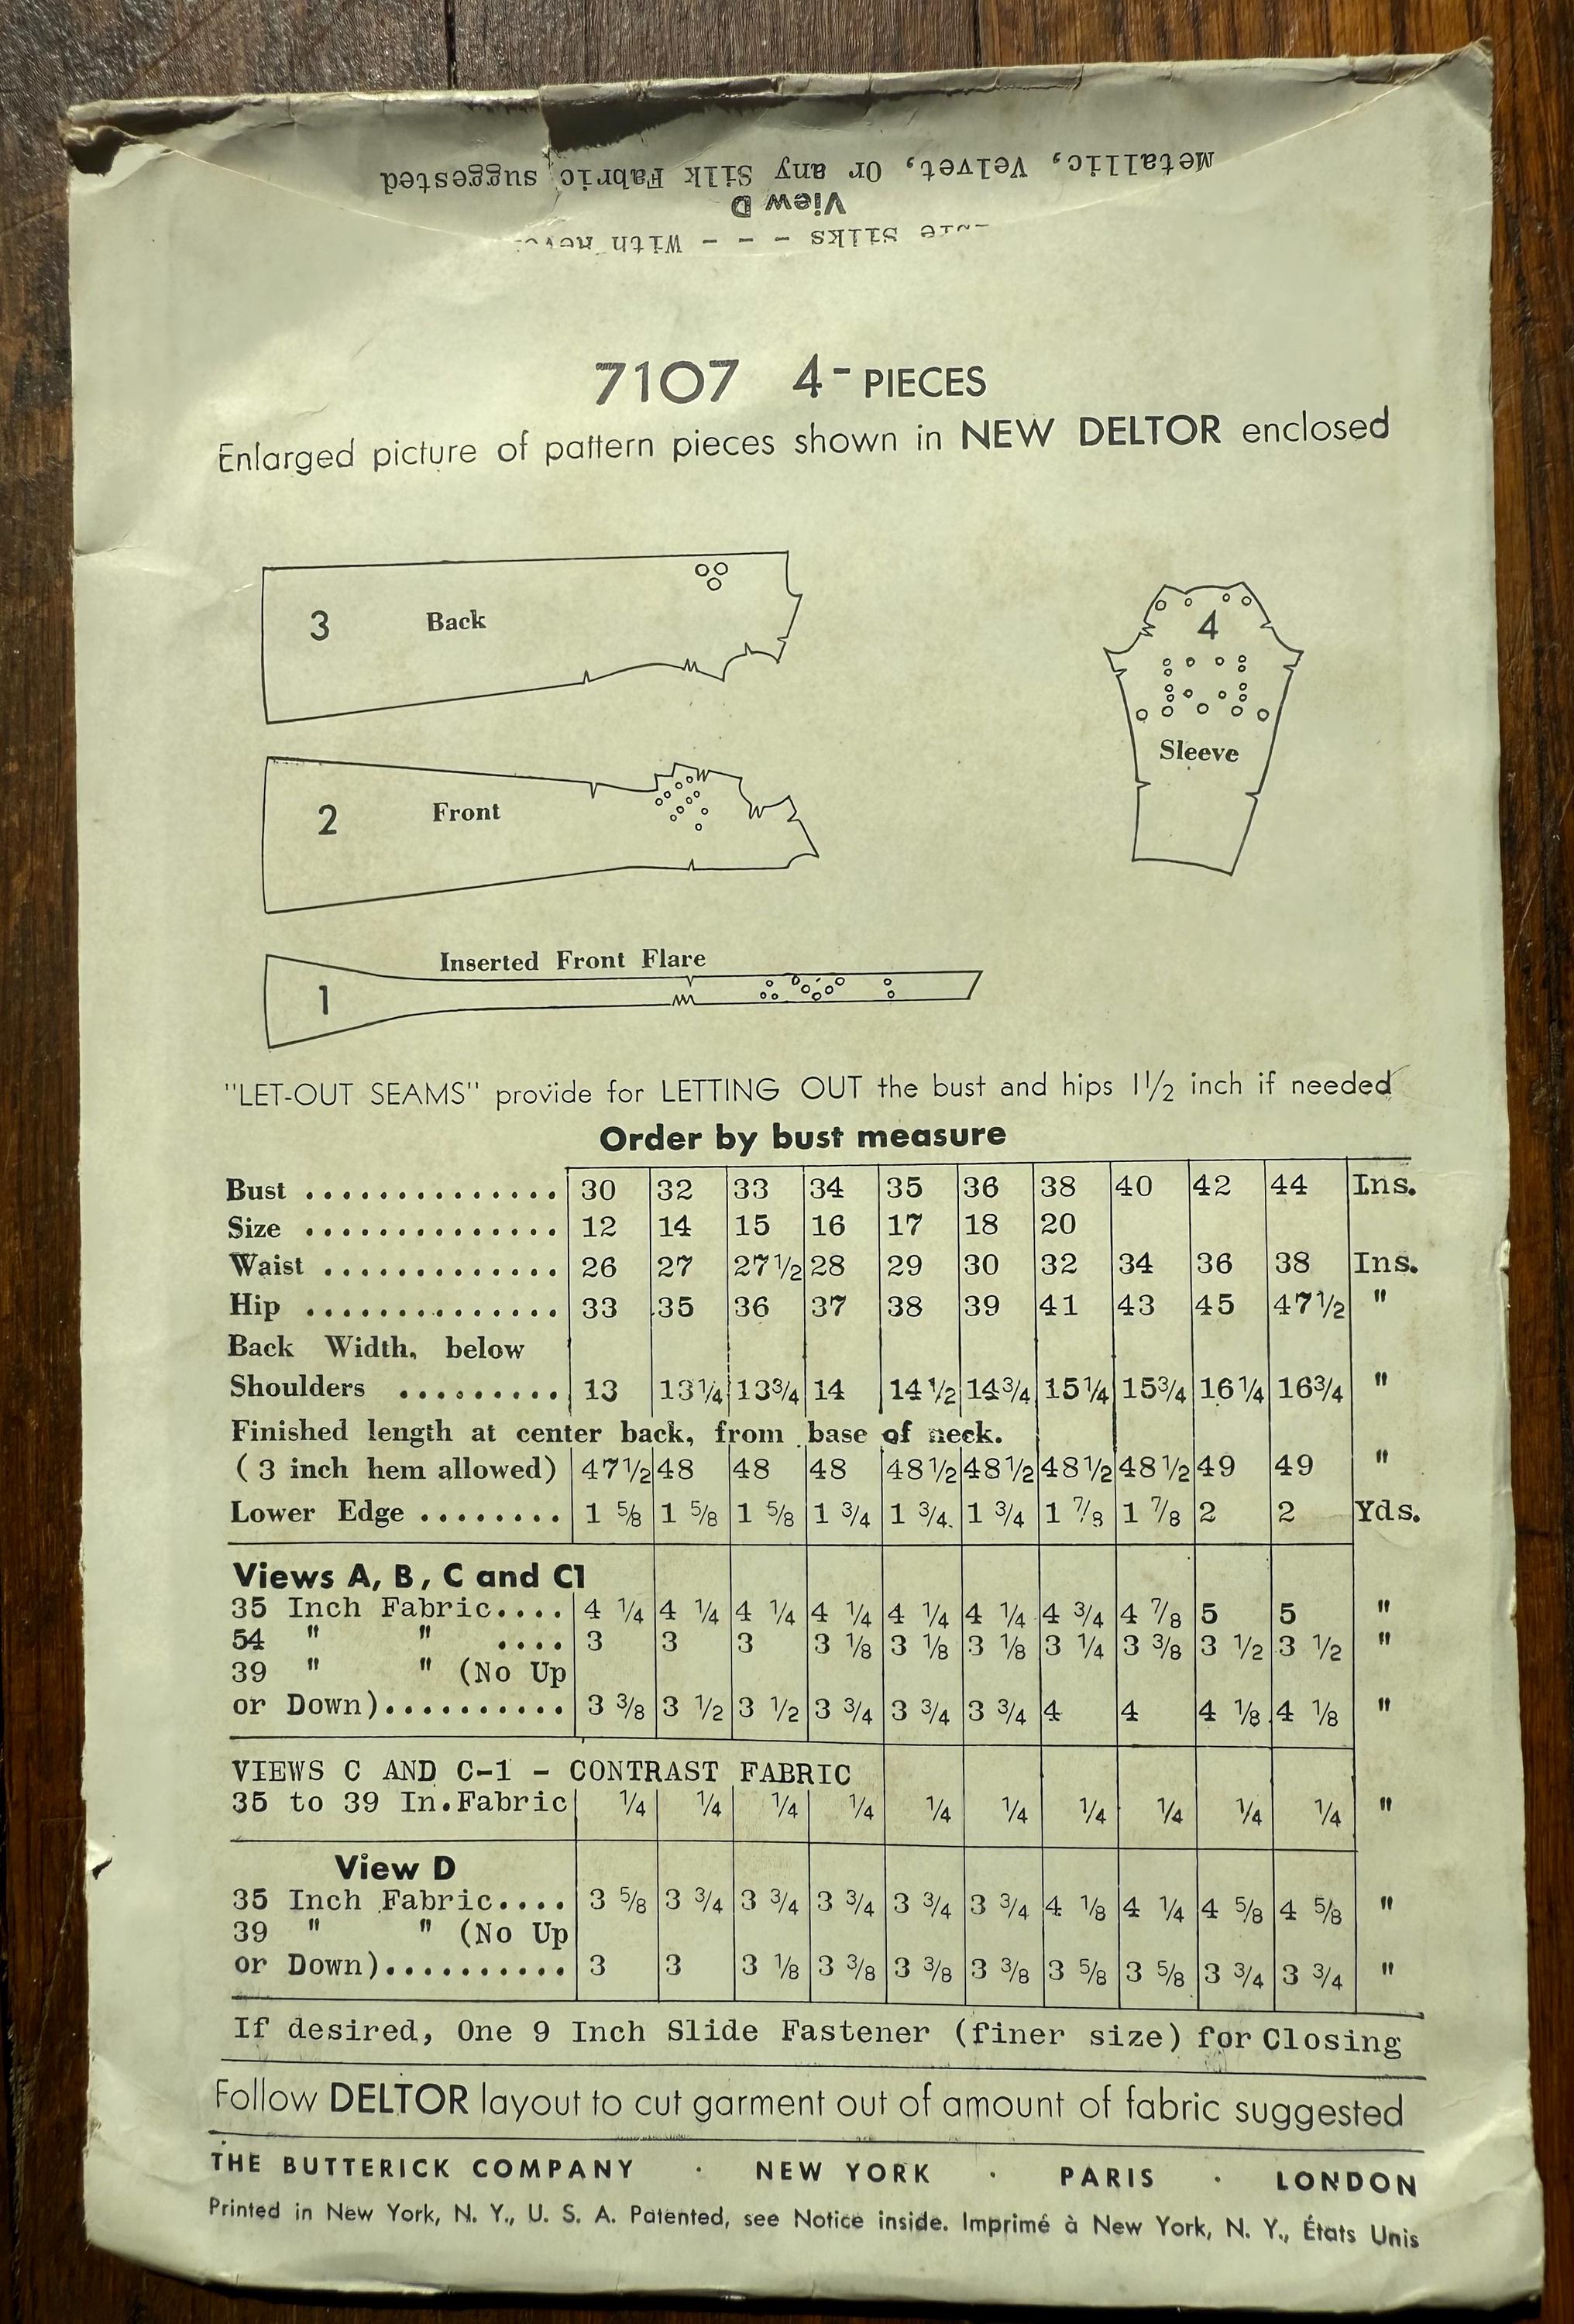 Metallic, Velvet, Or any Silk Fabric suggested
View D
Silks - - - With
7107 4-PIECES
Enlarged picture of pattern pieces shown in NEW DELTOR enclosed
3 Back
4
Sleeve
2 Front
Inserted Front Flare
1
"LET-OUT SEAMS" provide for LETTING OUT the bust and hips 1½ inch if needed
Order by bust measure
Bust .............. 30 32 33 34 35 36 38 40 42 44 Ins.
Size .............. 12 14 15 16 17 18 20
Waist ............. 26 27 27½ 28 29 30 32 34 36 38 Ins.
Hip .............. 33 35 36 37 38 39 41 43 45 47½ "
Back Width, below
Shoulders ......... 13 13¼ 13¾ 14 14½ 14¾ 15¼ 15¾ 16¼ 16¾ "
Finished length at center back, from base of neck.
(3 inch hem allowed) 47½ 48 48 48 48½ 48½ 48½ 48½ 49 49 "
Lower Edge ........ 1 ⅝ 1 ⅝ 1 ⅝ 1 ¾ 1 ¾ 1 ¾ 1 ⅞ 1 ⅞ 2 2 Yds.
Views A, B, C and C1
35 Inch Fabric.... 4 ¼ 4 ¼ 4 ¼ 4 ¼ 4 ¼ 4 ¼ 4 ¾ 4 ⅞ 5 5 "
54 " " .... 3 3 3 3 ⅛ 3 ⅛ 3 ⅛ 3 ¼ 3 ⅜ 3 ½ 3 ½ "
39 " " (No Up
or Down).......... 3 ⅜ 3 ½ 3 ½ 3 ¾ 3 ¾ 3 ¾ 4 4 4 ⅛ 4 ⅛ "
VIEWS C AND C-1 - CONTRAST FABRIC
35 to 39 In.Fabric ¼ ¼ ¼ ¼ ¼ ¼ ¼ ¼ ¼ ¼ "
View D
35 Inch Fabric.... 3 ⅝ 3 ¾ 3 ¾ 3 ¾ 3 ¾ 3 ¾ 4 ⅛ 4 ¼ 4 ⅝ 4 ⅝ "
39 " " (No Up
or Down).......... 3 3 3 ⅛ 3 ⅜ 3 ⅜ 3 ⅜ 3 ⅝ 3 ⅝ 3 ¾ 3 ¾ "
If desired, One 9 Inch Slide Fastener (finer size) for Closing
Follow DELTOR layout to cut garment out of amount of fabric suggested
THE BUTTERICK COMPANY · NEW YORK · PARIS · LONDON
Printed in New York, N. Y., U. S. A. Patented, see Notice inside. Imprimé à New York, N. Y., États Unis